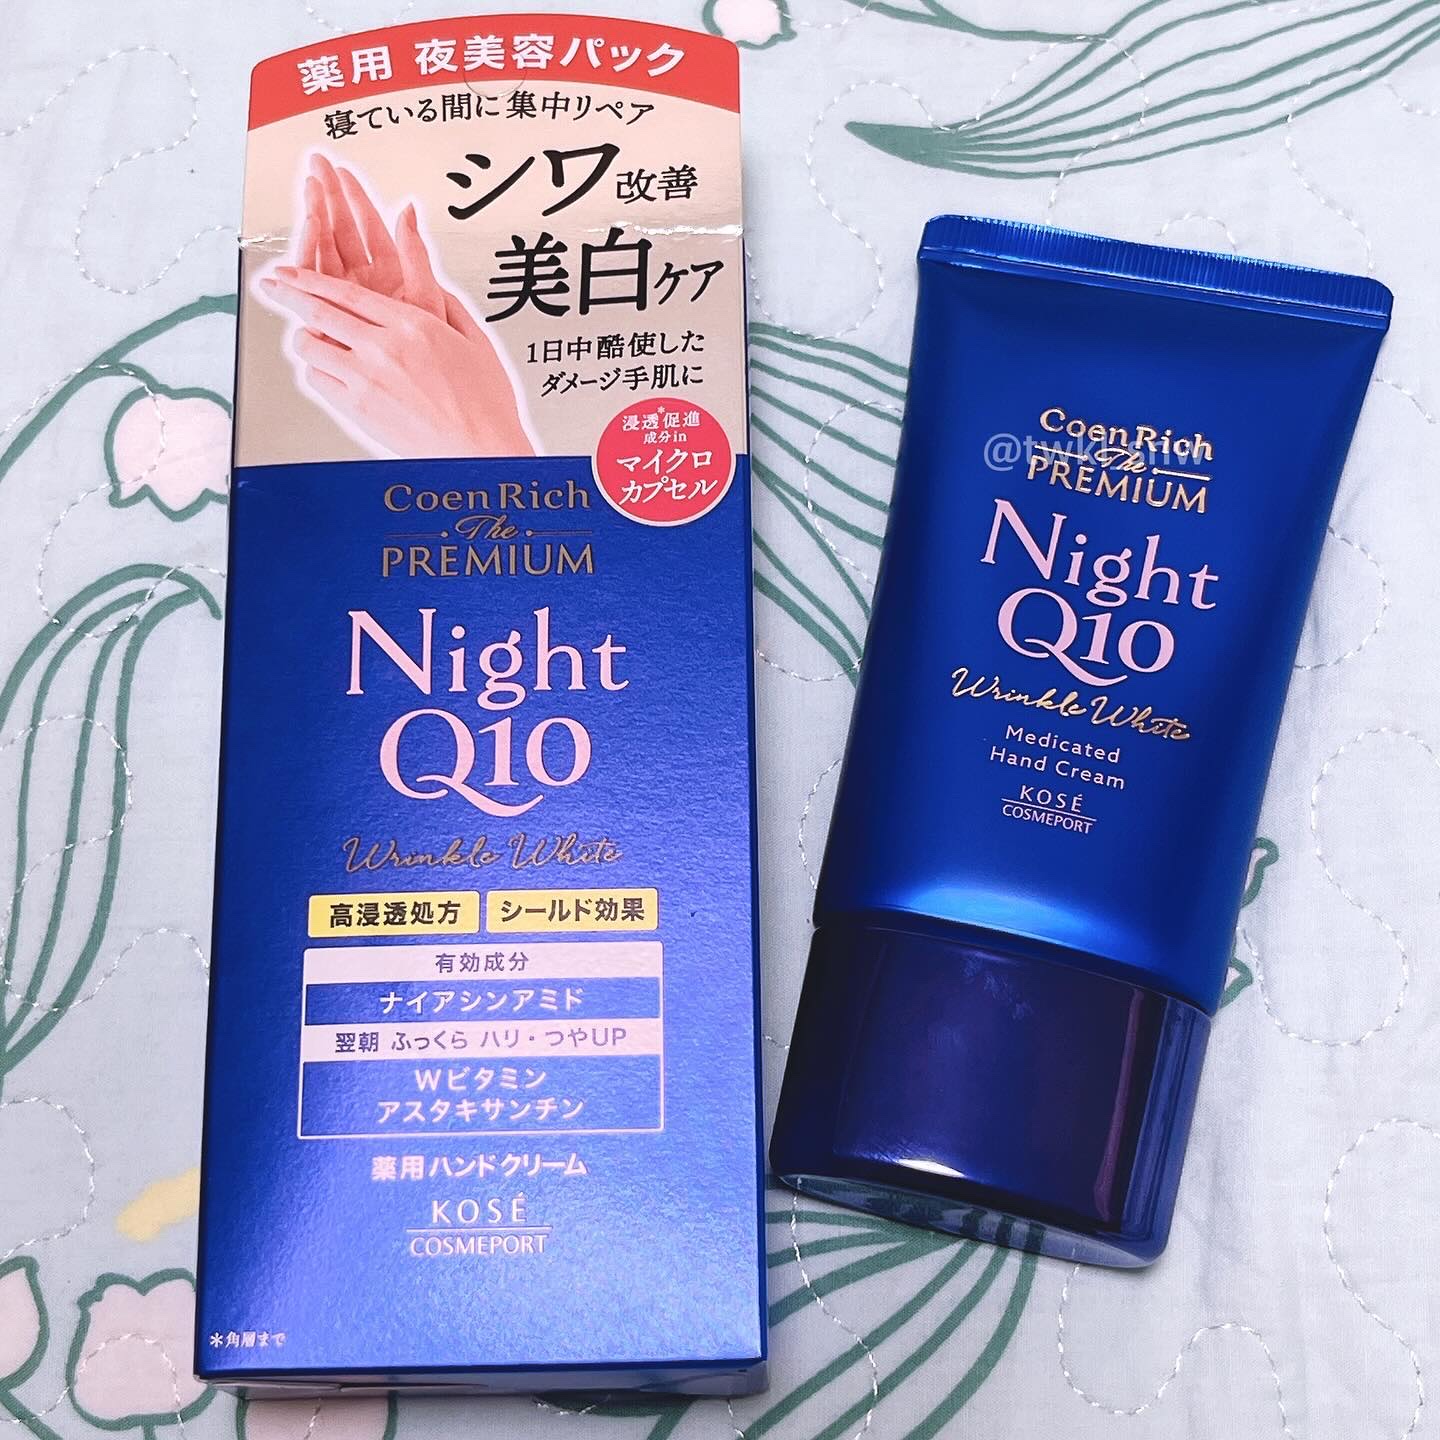 薬用 夜美容パック
寝ている間に集中リペア
シワ改善
美白ケア
1日中酷使した
ダメージ手肌に
浸透*促進
成分in
マイクロ
カプセル
Coen Rich
The
PREMIUM
Night
Q10
Wrinkle White
高浸透処方 シールド効果
有効成分
ナイアシンアミド
翌朝 ふっくら ハリ・つやUP
Wビタミン
アスタキサンチン
薬用ハンドクリーム
KOSÉ
COSMEPORT
*角層まで
Coen Rich
The
PREMIUM
Night
Q10
Wrinkle White
Medicated
Hand Cream
KOSÉ
COSMEPORT